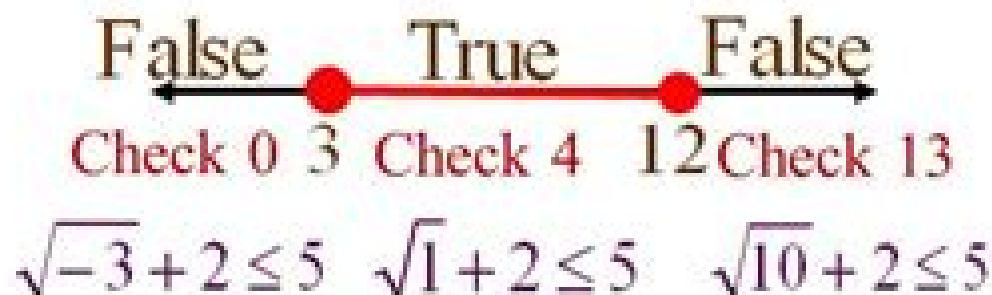 False True False
Check 0 3 Check 4 12 Check 13
√-3 + 2 ≤ 5 √1 + 2 ≤ 5 √10 + 2 ≤ 5